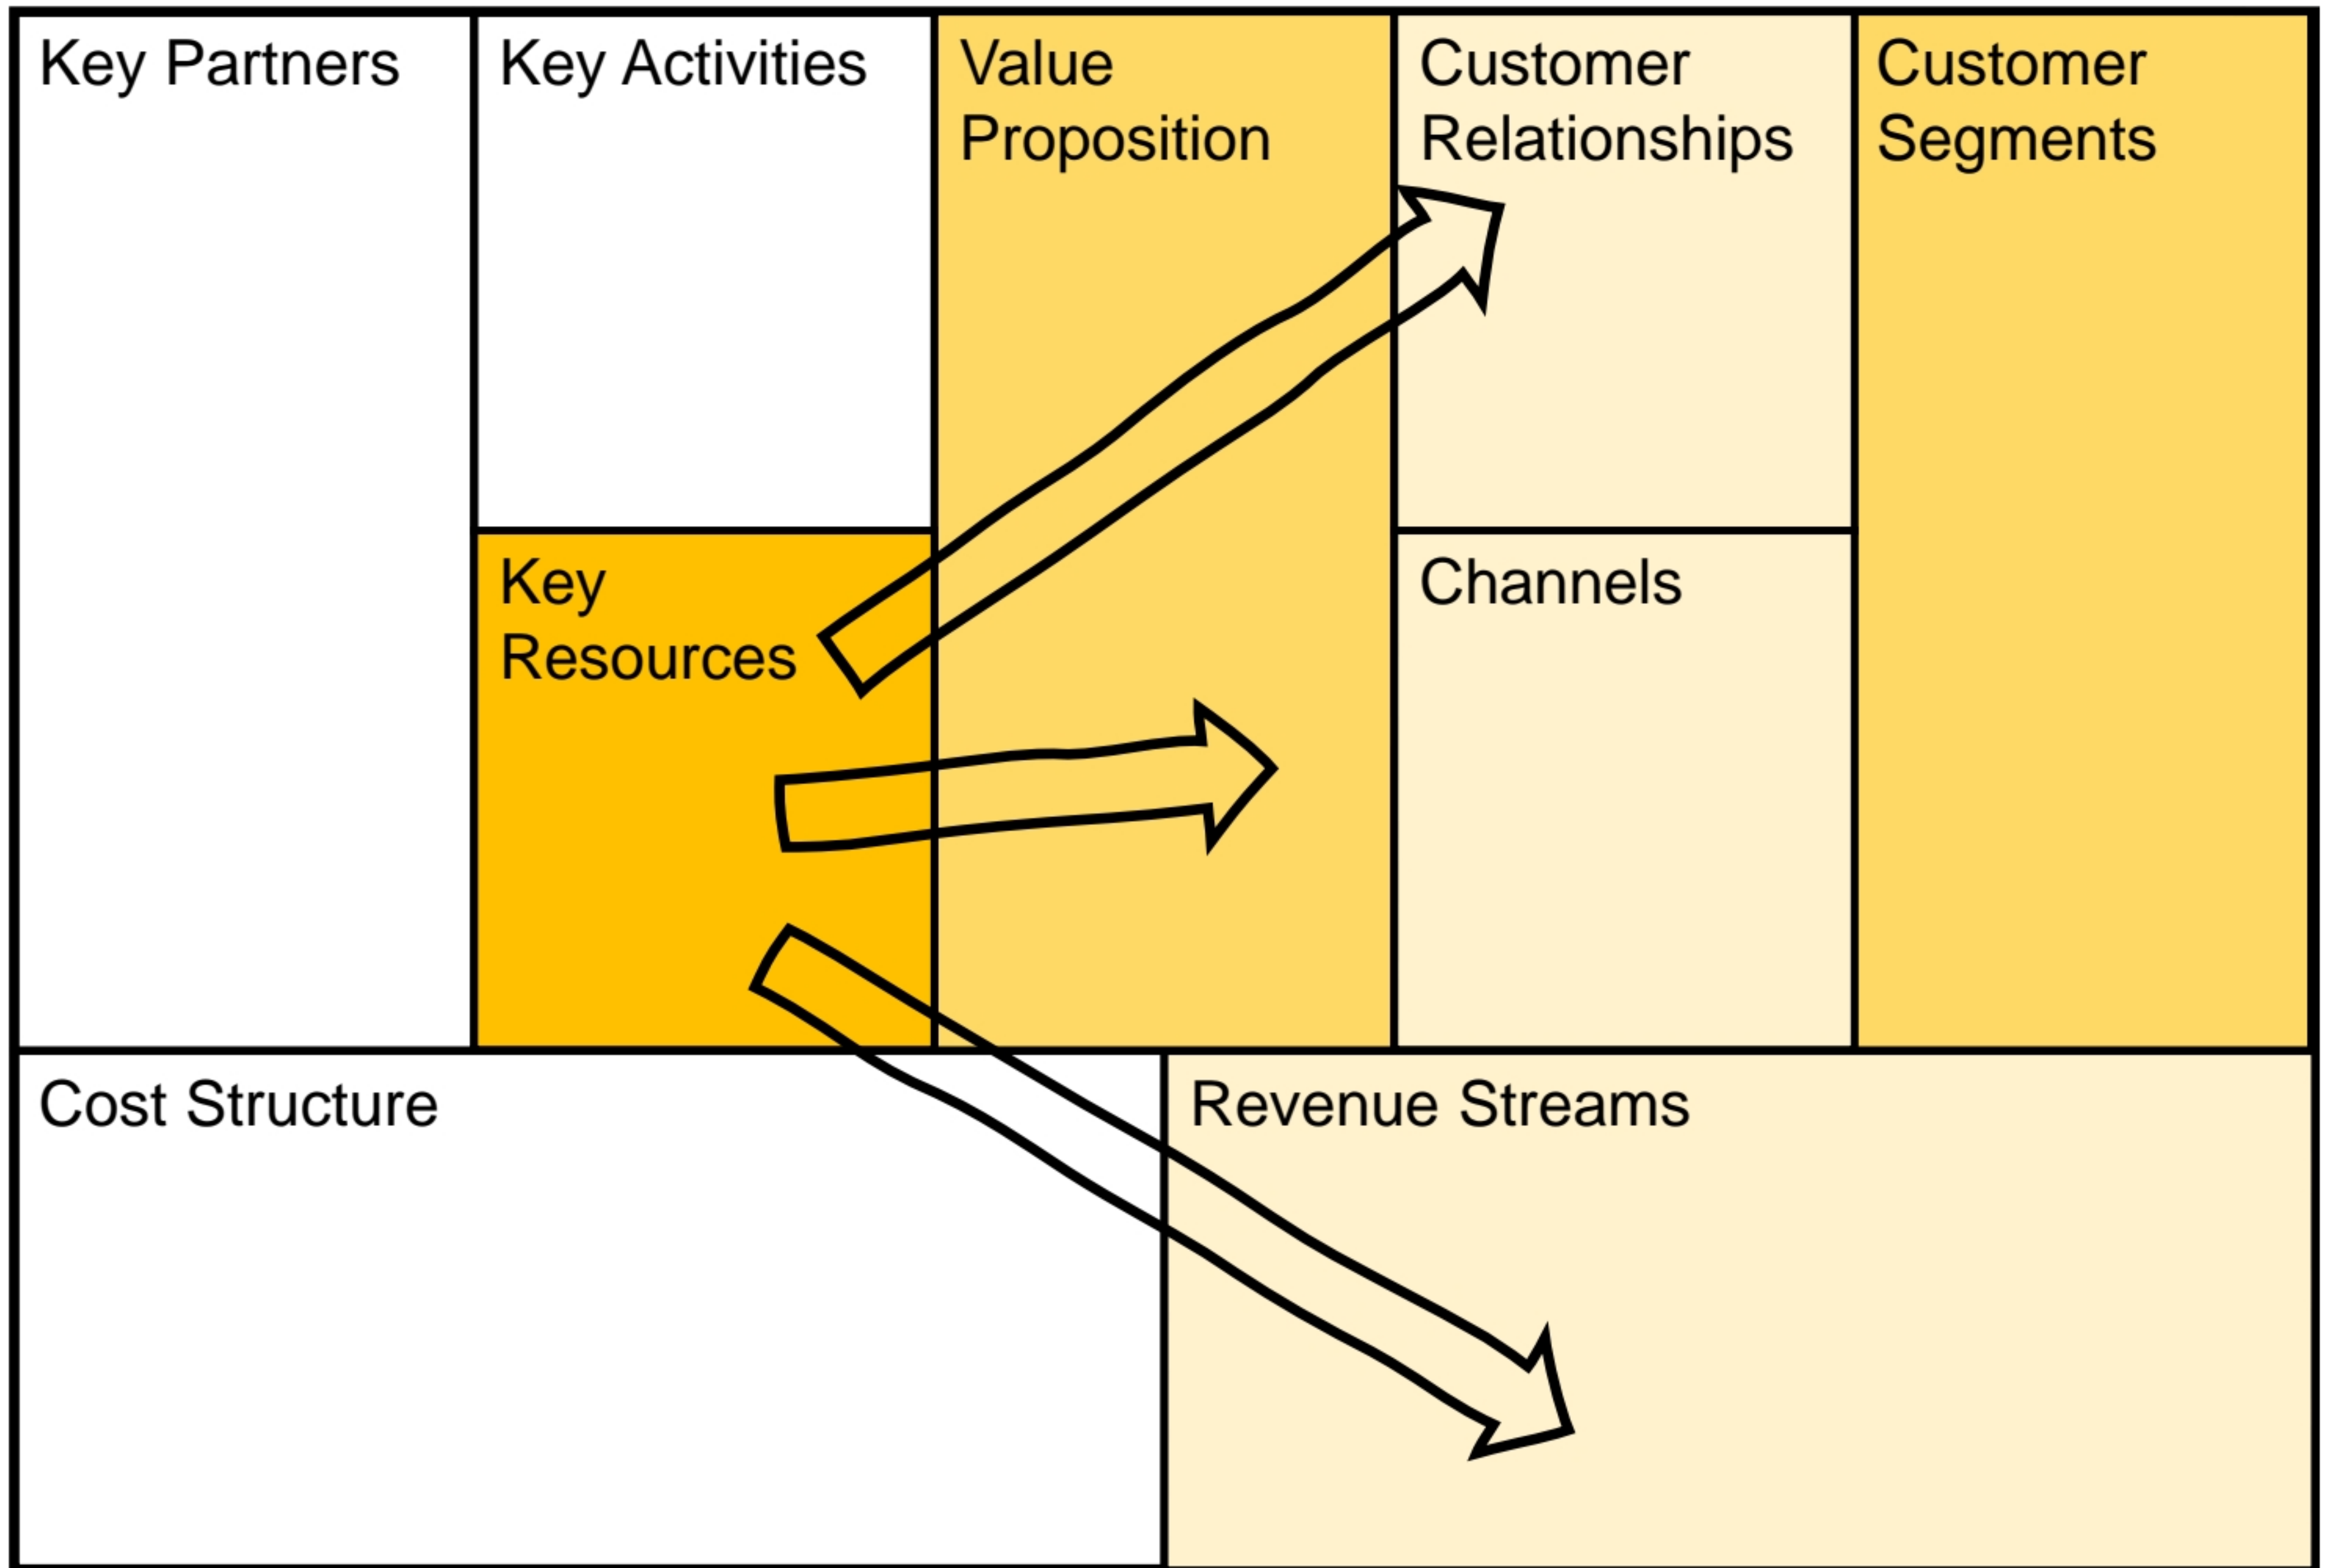 Key Partners
Key Activities
Value
Proposition
Customer
Relationships
Customer
Segments
Key
Resources
Channels
Cost Structure
Revenue Streams